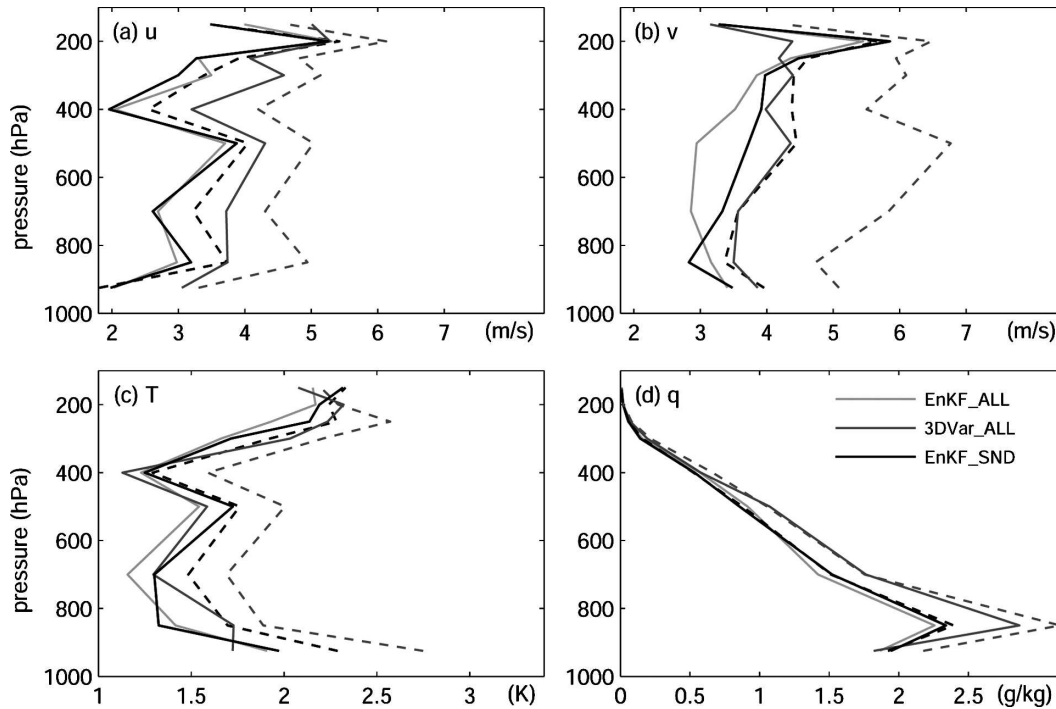 (a) u
200
400
600
800
1000
pressure (hPa)
2 3 4 5 6 7 (m/s)
(b) v
200
400
600
800
1000
2 3 4 5 6 7 (m/s)
(c) T
200
400
600
800
1000
pressure (hPa)
1 1.5 2 2.5 3 (K)
(d) q
EnKF_ALL
3DVar_ALL
EnKF_SND
200
400
600
800
1000
0 0.5 1 1.5 2 2.5 (g/kg)